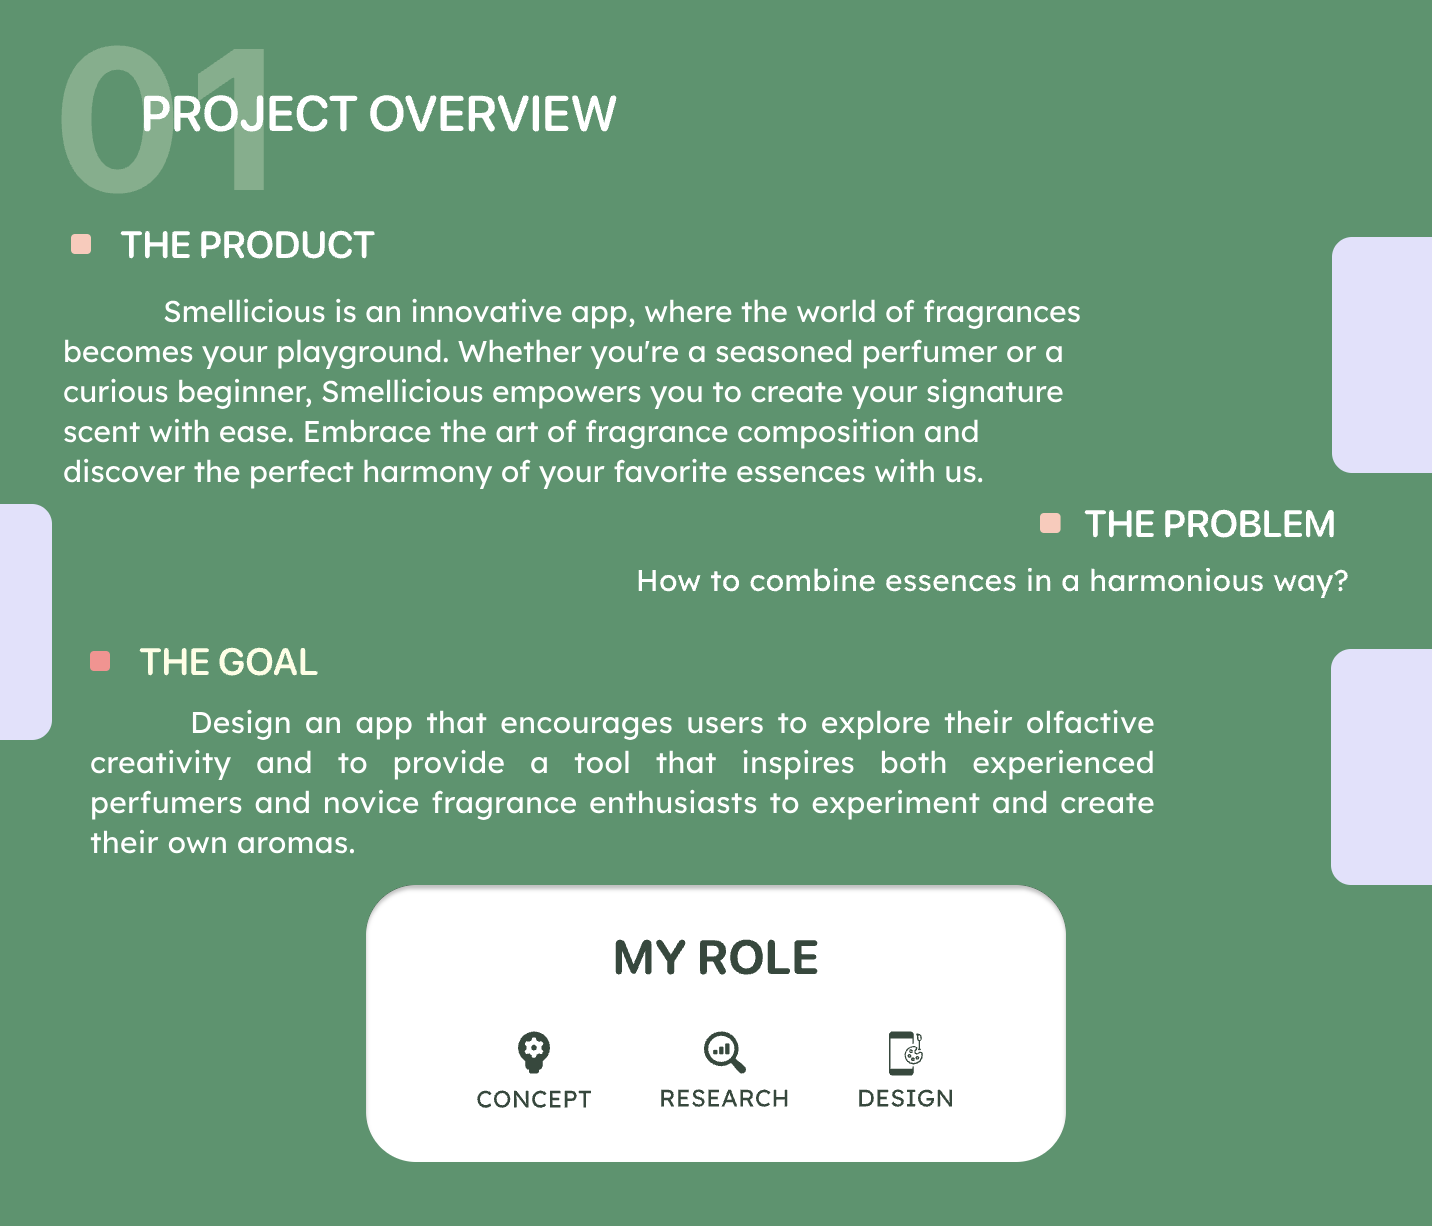 01
PROJECT OVERVIEW
THE PRODUCT
Smellicious is an innovative app, where the world of fragrances
becomes your playground. Whether you're a seasoned perfumer or a
curious beginner, Smellicious empowers you to create your signature
scent with ease. Embrace the art of fragrance composition and
discover the perfect harmony of your favorite essences with us.
THE PROBLEM
How to combine essences in a harmonious way?
THE GOAL
Design an app that encourages users to explore their olfactive
creativity and to provide a tool that inspires both experienced
perfumers and novice fragrance enthusiasts to experiment and create
their own aromas.
MY ROLE
CONCEPT RESEARCH DESIGN